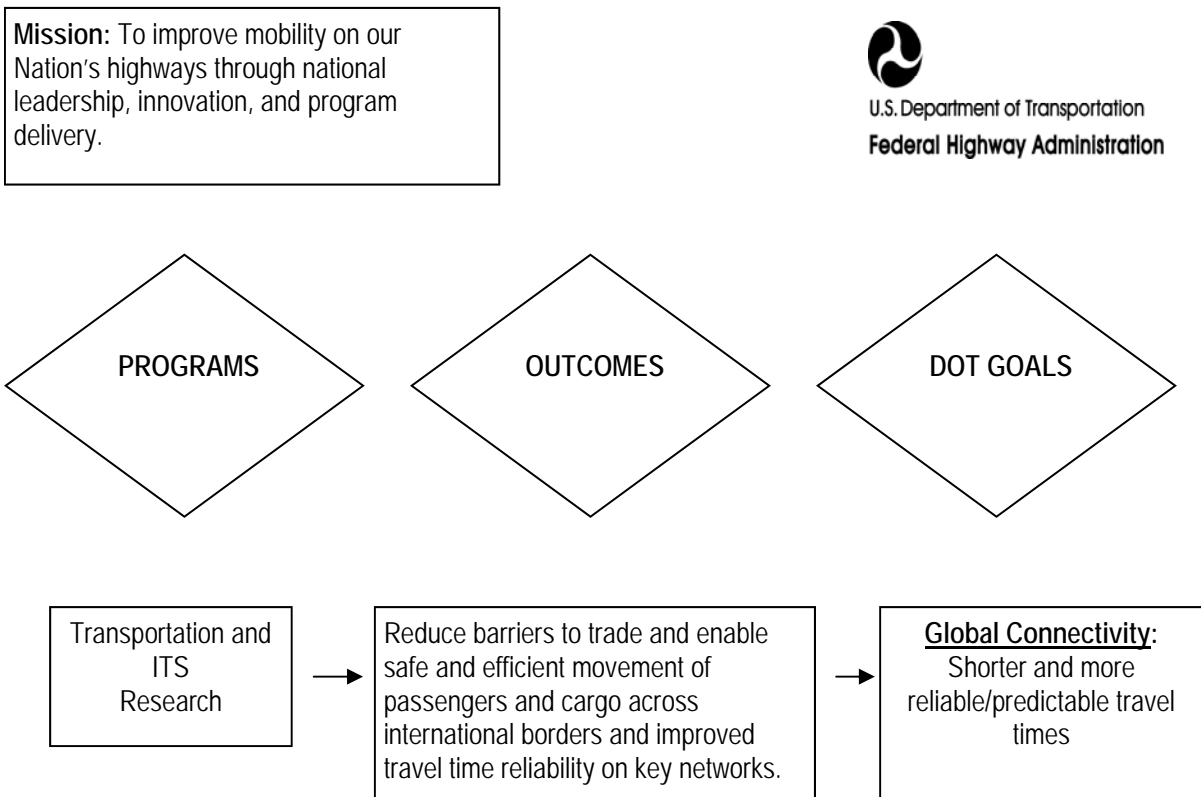 Mission: To improve mobility on our
Nation's highways through national
leadership, innovation, and program
delivery.
U.S. Department of Transportation
Federal Highway Administration
PROGRAMS
OUTCOMES
DOT GOALS
Transportation and
ITS
Research
Reduce barriers to trade and enable
safe and efficient movement of
passengers and cargo across
international borders and improved
travel time reliability on key networks.
Global Connectivity:
Shorter and more
reliable/predictable travel
times